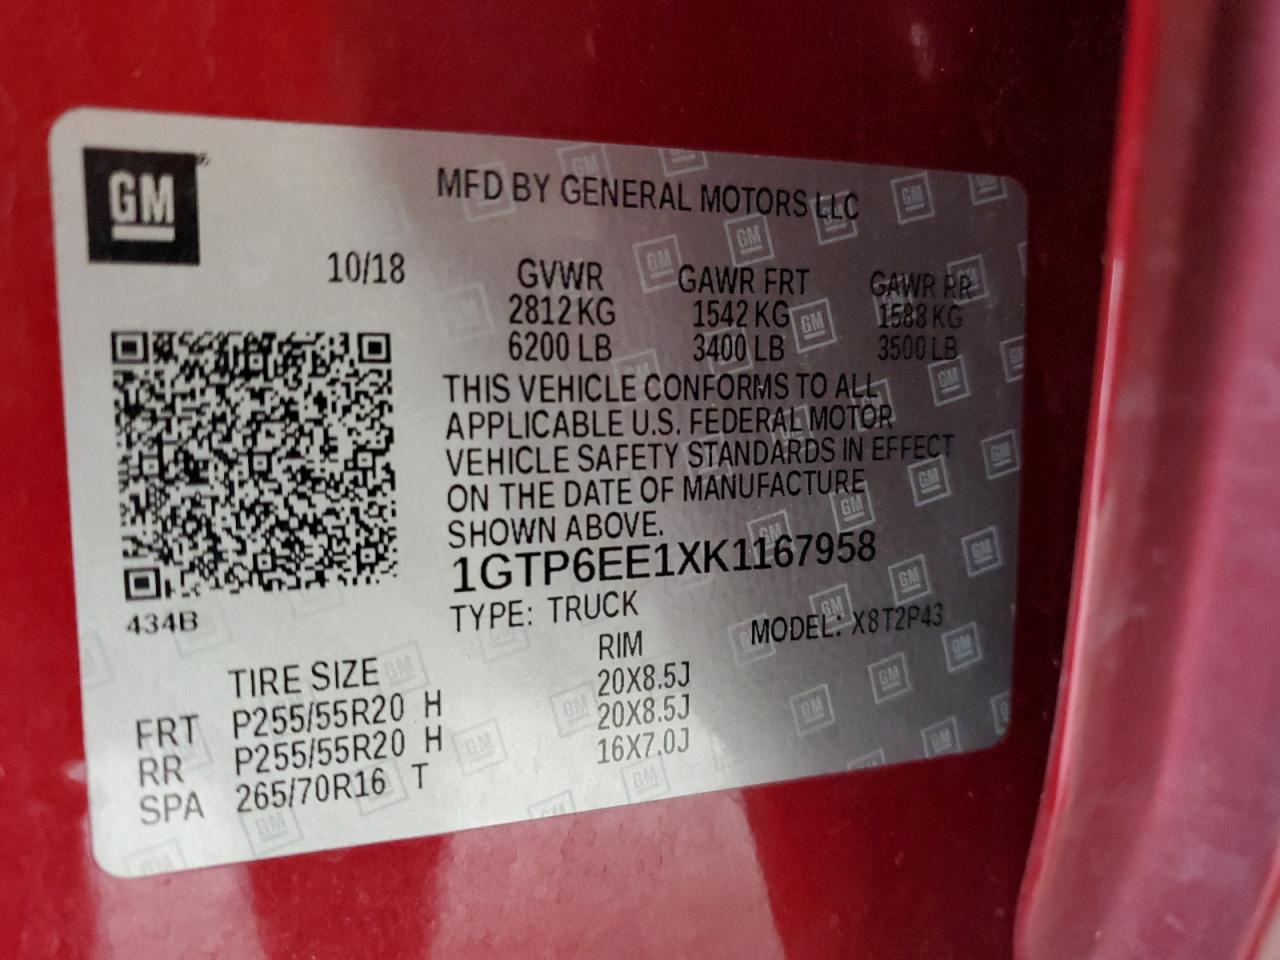 GM
MFD BY GENERAL MOTORS LLC
10/18 GVWR GAWR FRT GAWR RR
2812KG 1542 KG 1588 KG
6200 LB 3400 LB 3500 LB
THIS VEHICLE CONFORMS TO ALL
APPLICABLE U.S. FEDERAL MOTOR
VEHICLE SAFETY STANDARDS IN EFFECT
ON THE DATE OF MANUFACTURE
SHOWN ABOVE.
1GTP6EE1XK1167958
434B
TYPE: TRUCK MODEL: X8T2P43
TIRE SIZE RIM
FRT P255/55R20 H 20X8.5J
RR P255/55R20 H 20X8.5J
SPA 265/70R16 T 16X7.0J